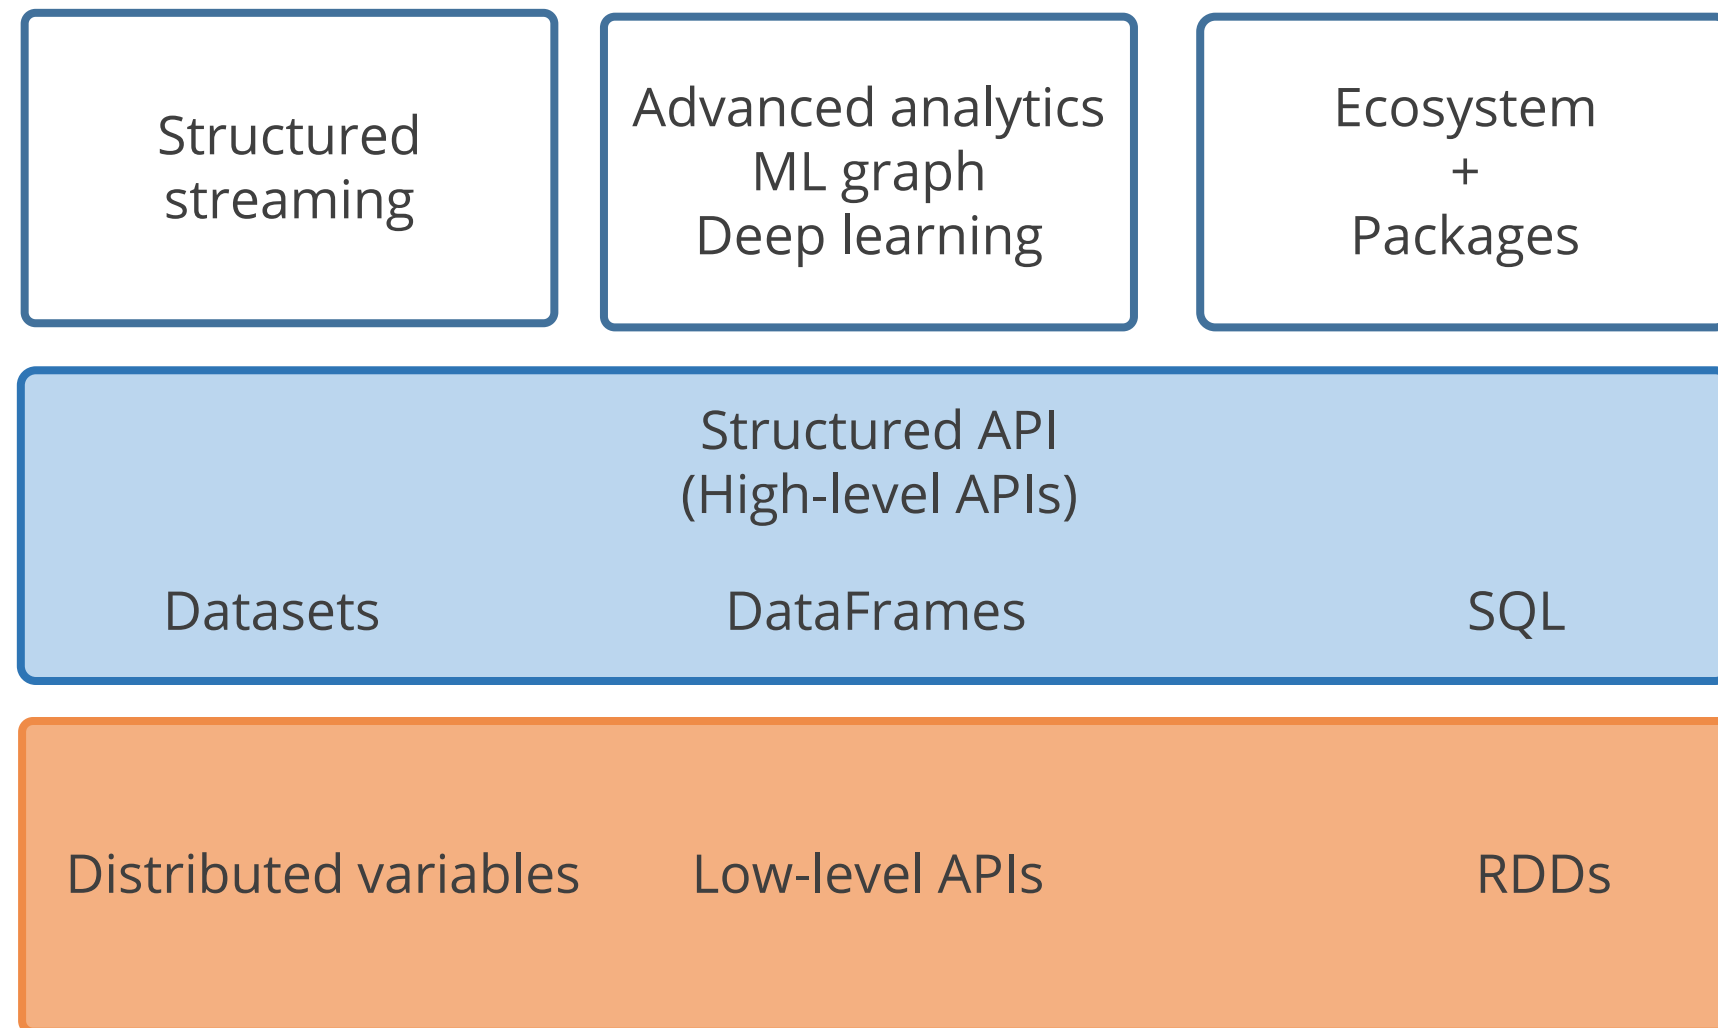 Structured
streaming
Advanced analytics
ML graph
Deep learning
Ecosystem
+
Packages
Structured API
(High-level APIs)
Datasets
DataFrames
SQL
Distributed variables
Low-level APIs
RDDs